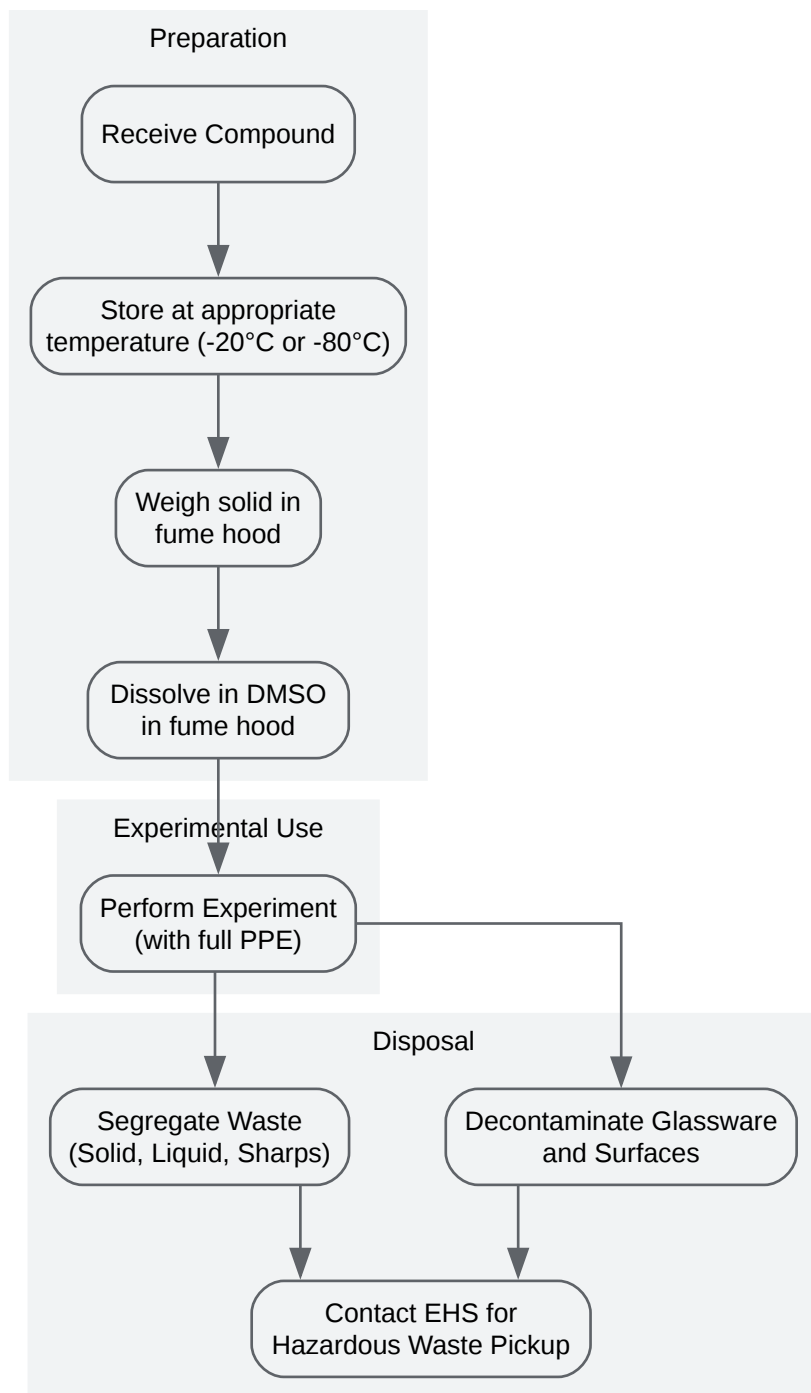 Preparation
Receive Compound
Store at appropriate
temperature (-20°C or -80°C)
Weigh solid in
fume hood
Dissolve in DMSO
in fume hood
Experimental Use
Perform Experiment
(with full PPE)
Disposal
Segregate Waste
(Solid, Liquid, Sharps)
Decontaminate Glassware
and Surfaces
Contact EHS for
Hazardous Waste Pickup